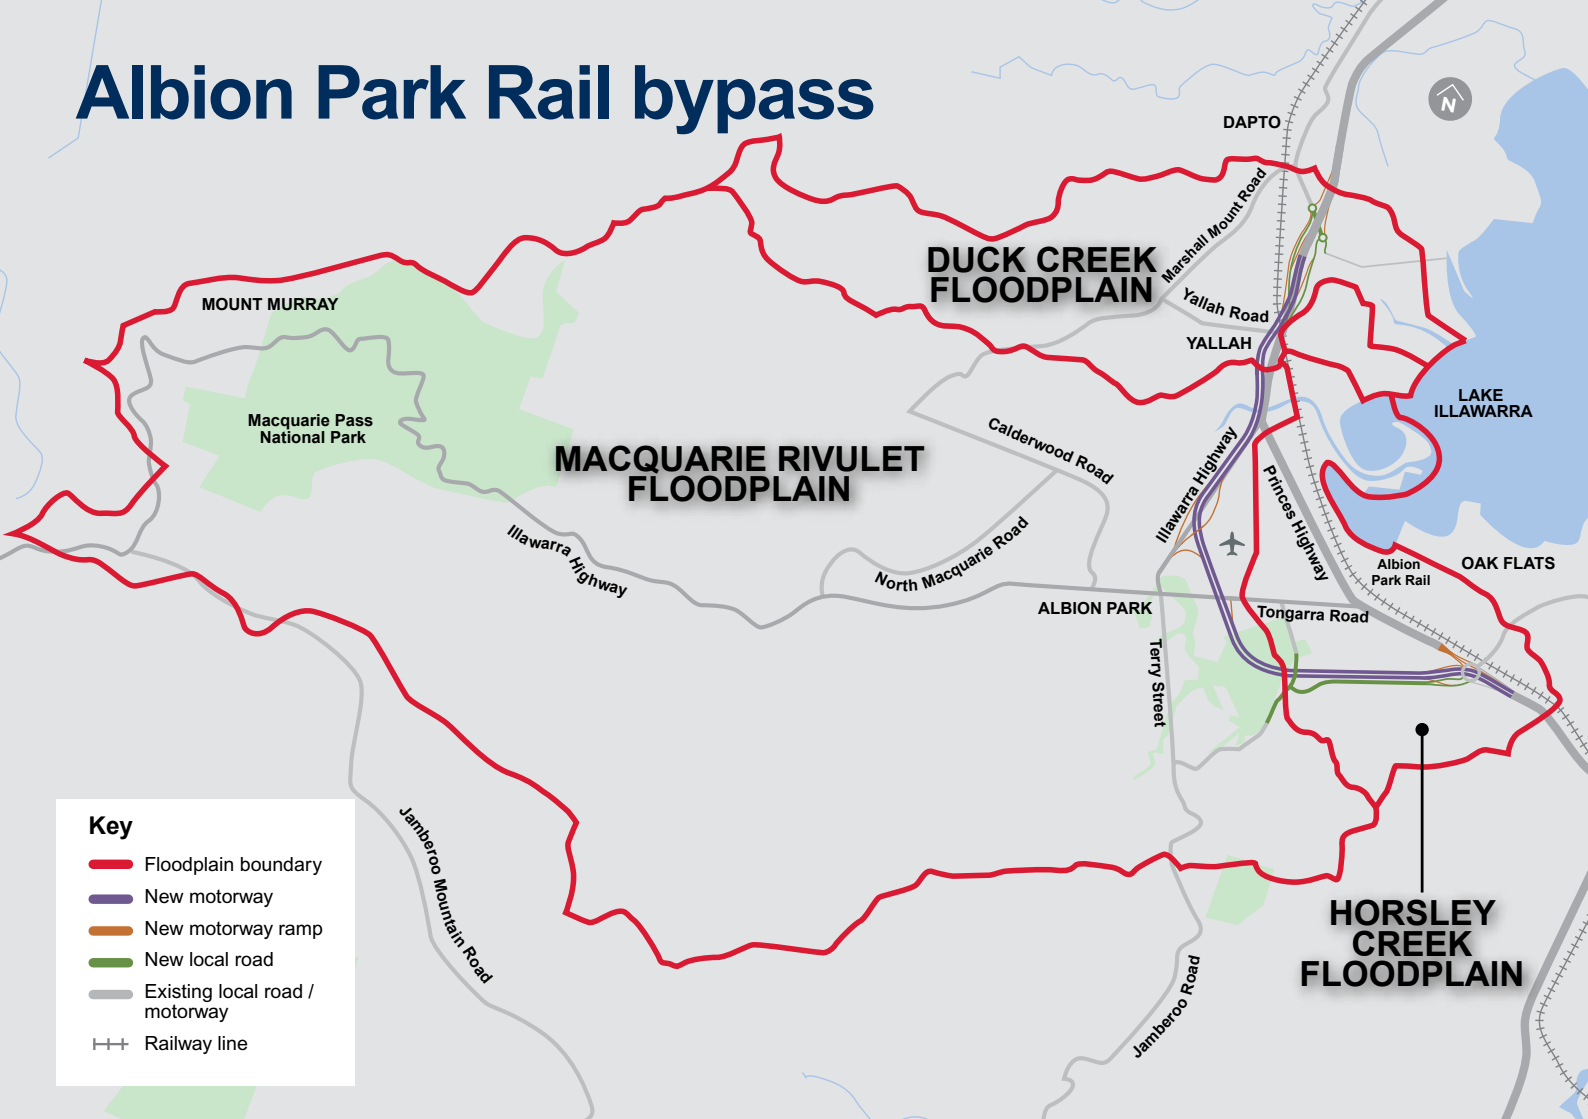 Albion Park Rail bypass
N
DAPTO
Marshall Mount Road
DUCK CREEK
FLOODPLAIN
Yallah Road
YALLAH
MOUNT MURRAY
Macquarie Pass
National Park
LAKE
ILLAWARRA
Calderwood Road
MACQUARIE RIVULET
FLOODPLAIN
Illawarra Highway
Princes Highway
Illawarra Highway
North Macquarie Road
Albion
Park Rail
OAK FLATS
ALBION PARK
Tongarra Road
Terry Street
Jamberoo Mountain Road
HORSLEY
CREEK
FLOODPLAIN
Jamberoo Road
Key
Floodplain boundary
New motorway
New motorway ramp
New local road
Existing local road /
motorway
Railway line